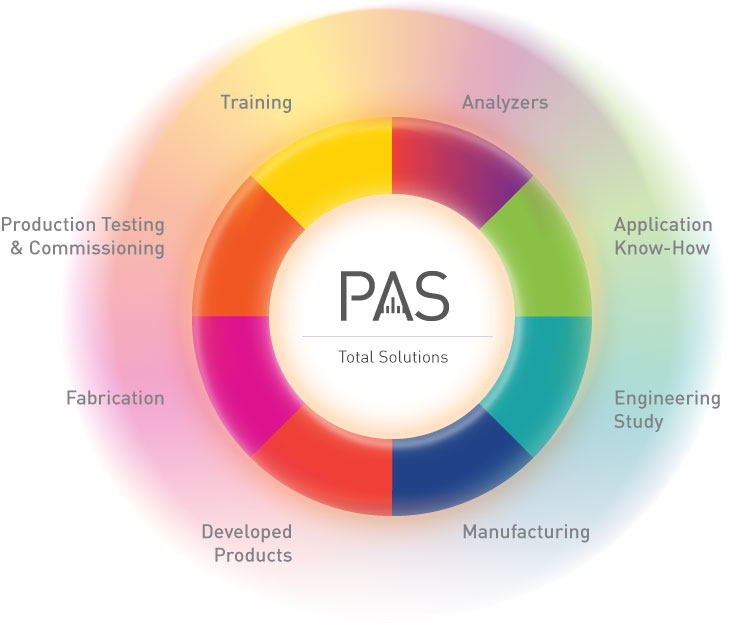 Training
Analyzers
Production Testing
& Commissioning
Application
Know-How
PAS
Total Solutions
Fabrication
Engineering
Study
Developed
Products
Manufacturing